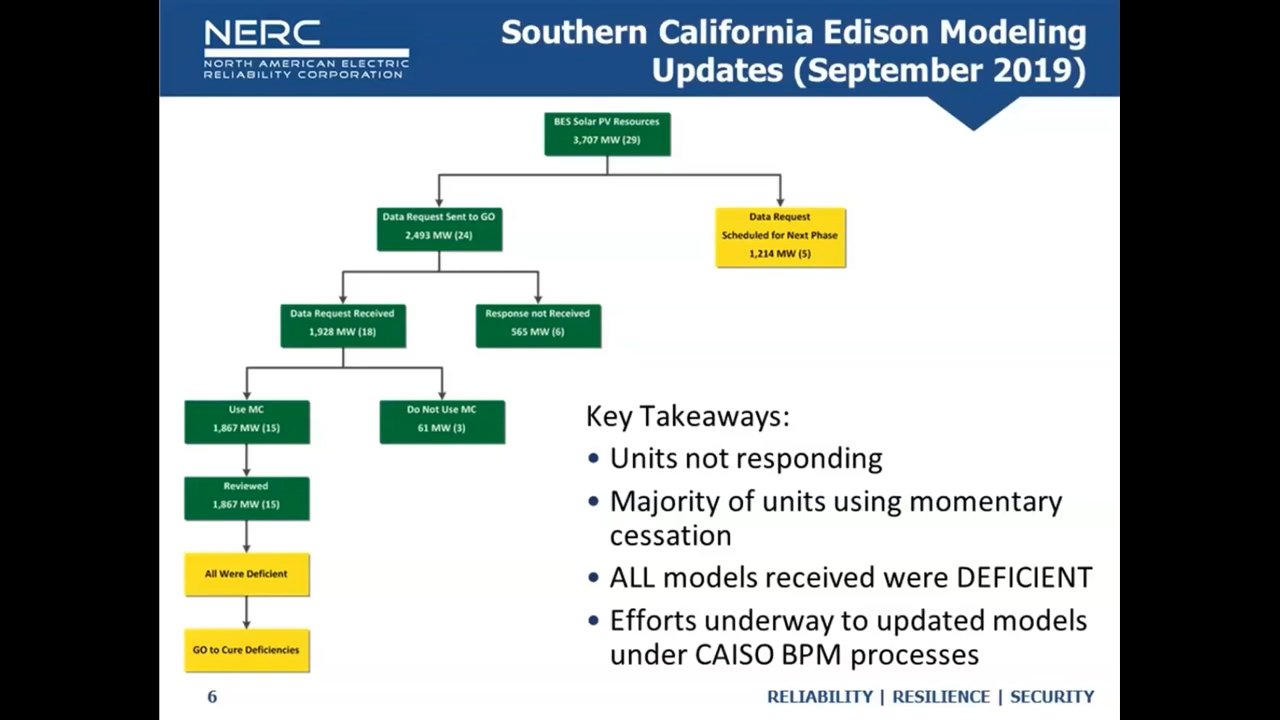 NERC
NORTH AMERICAN ELECTRIC
RELIABILITY CORPORATION
Southern California Edison Modeling
Updates (September 2019)
BES Solar PV Resources
3,707 MW (29)
Data Request Sent to GO
2,493 MW (24)
Data Request
Scheduled for Next Phase
1,214 MW (5)
Data Request Received
1,928 MW (18)
Response not Received
565 MW (6)
Use MC
1,867 MW (15)
Do Not Use MC
61 MW (3)
Reviewed
1,867 MW (15)
All Were Deficient
GO to Cure Deficiencies
Key Takeaways:
• Units not responding
• Majority of units using momentary
cessation
• ALL models received were DEFICIENT
• Efforts underway to updated models
under CAISO BPM processes
6
RELIABILITY | RESILIENCE | SECURITY